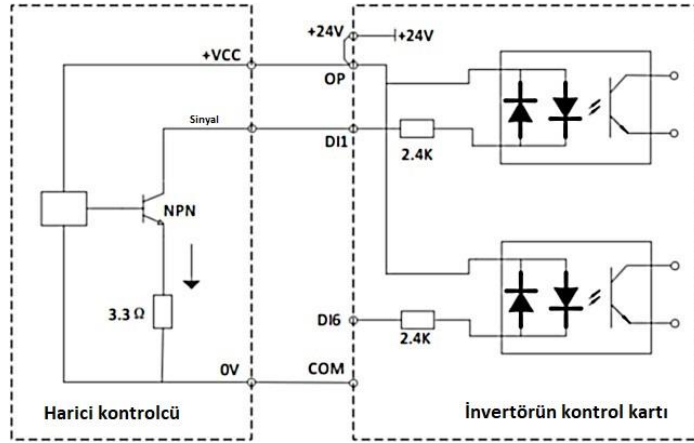 +24V
+24V
+VCC
OP
Sinyal
DI1
2.4K
NPN
3.3 Ω
DI6
2.4K
0V
COM
Harici kontrolcü
İnvertörün kontrol kartı